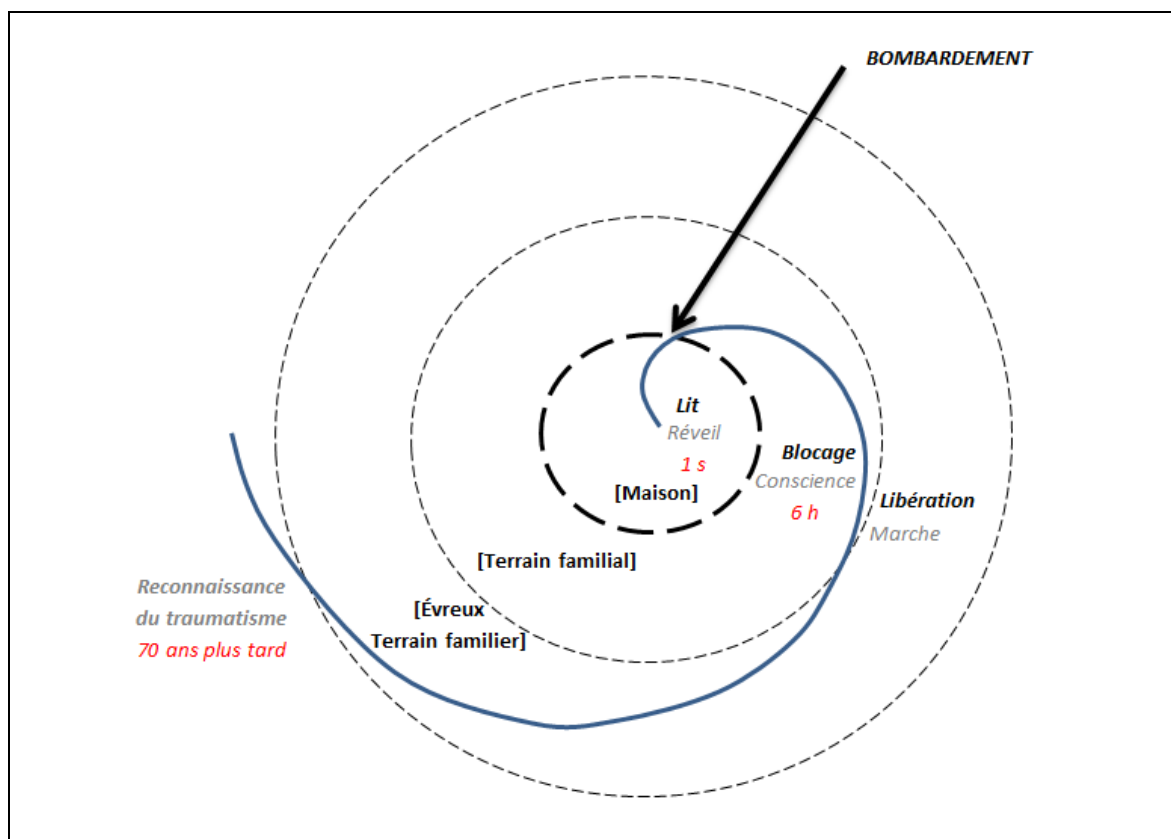 BOMBARDEMENT
Lit
Réveil
1 s
[Maison]
Blocage
Conscience
6 h
Libération
Marche
[Terrain familial]
[Évreux
Terrain familier]
Reconnaissance
du traumatisme
70 ans plus tard